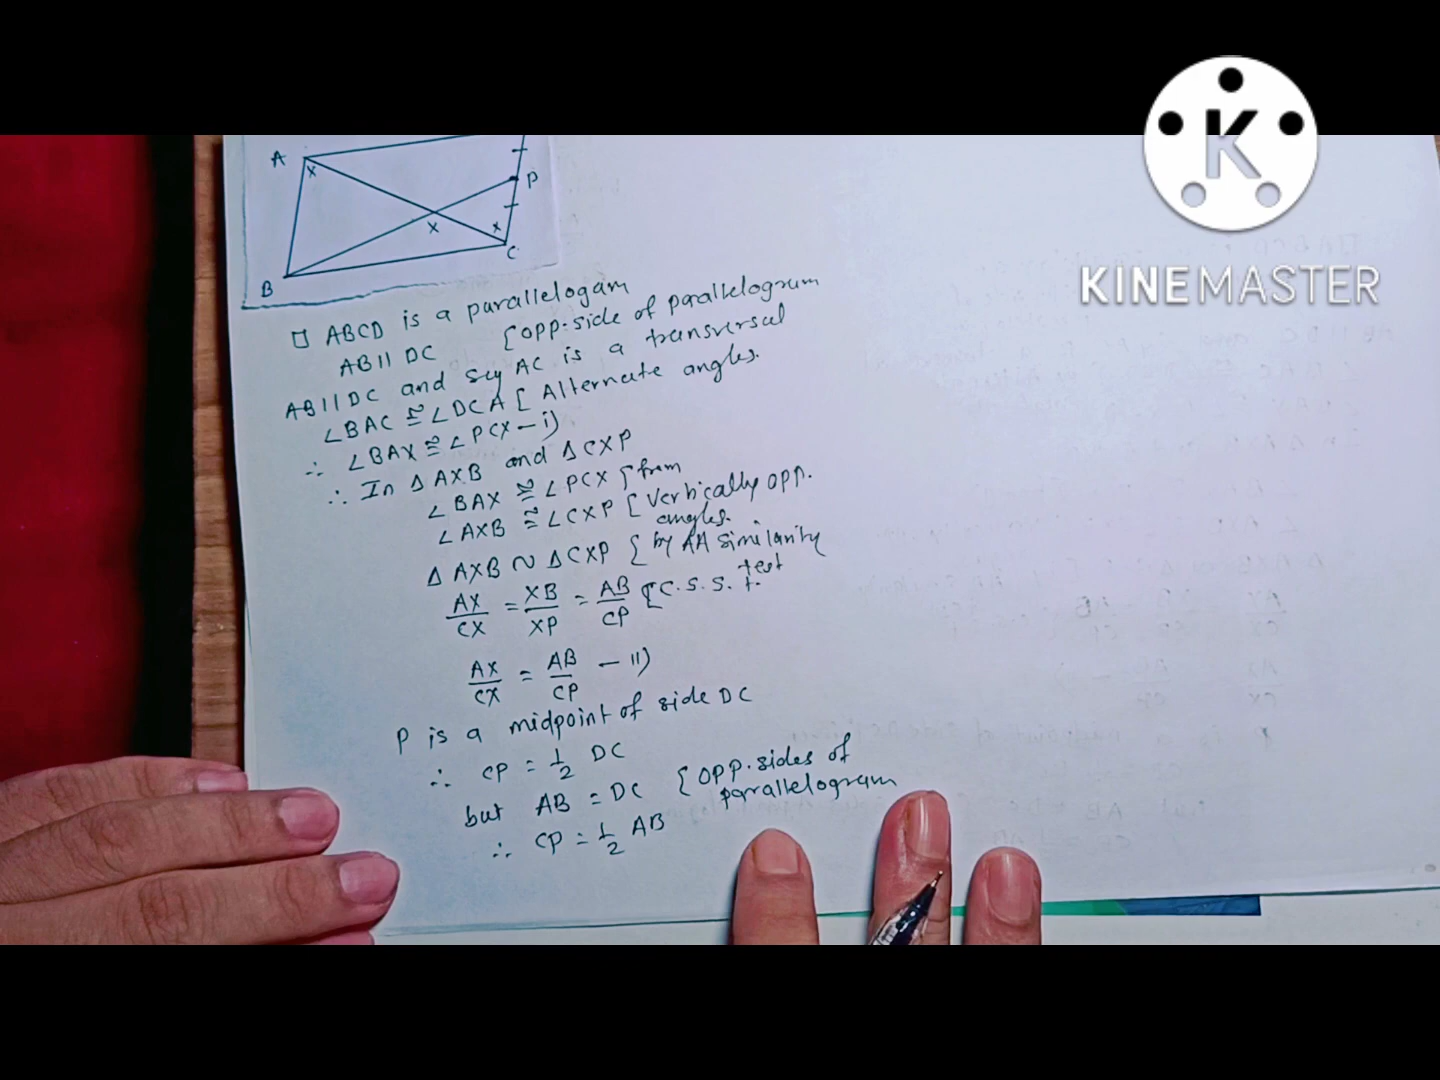 K
KINEMASTER
A
x
P
x
x
C
B
□ ABCD is a parallelogam
AB || DC [opp. side of parallelogram
AB || DC and seg AC is a transversal
∠BAC ≅ ∠DCA [Alternate angles.
∴ ∠BAX ≅ ∠PCX – i)
∴ In Δ AXB and Δ CXP
∠BAX ≅ ∠PCX [from
∠AXB ≅ ∠CXP [vertically opp. angles.
Δ AXB ~ Δ CXP { by AA similarity test
AX/CX = XB/XP = AB/CP [C.S.S.t.
AX/CX = AB/CP – ii)
P is a midpoint of side DC
∴ CP = 1/2 DC
but AB = DC { opp. sides of parallelogram
∴ CP = 1/2 AB